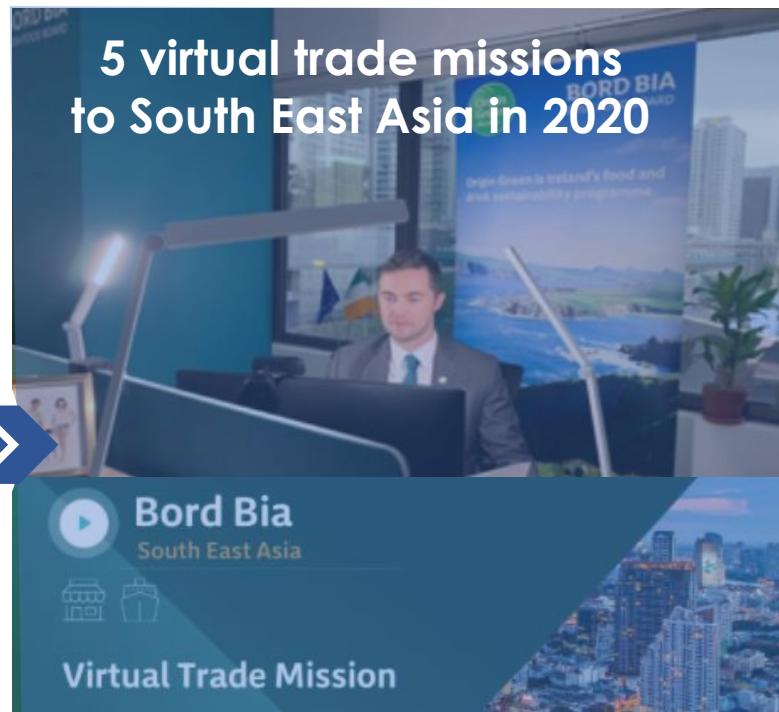 5 virtual trade missions
to South East Asia in 2020
BORD BIA
Origin Green is Ireland's food and
drink sustainability programme
Bord Bia
South East Asia
Virtual Trade Mission